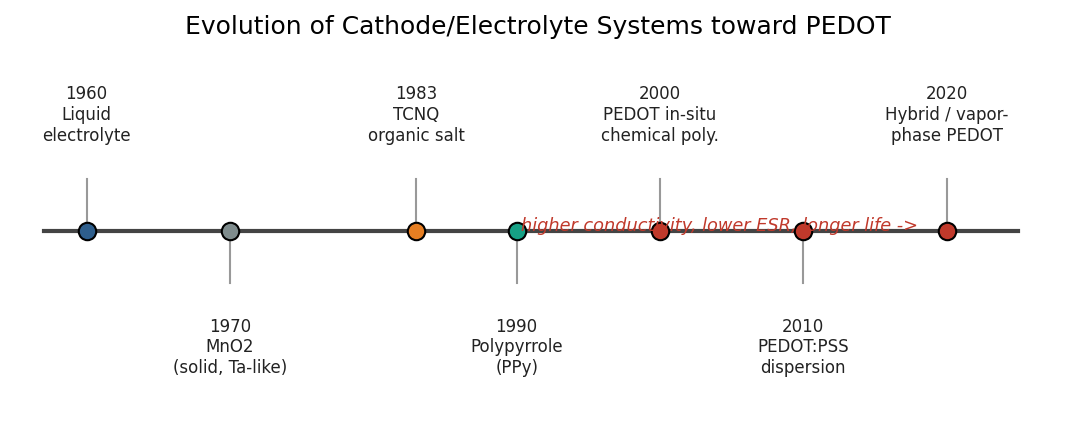 Evolution of Cathode/Electrolyte Systems toward PEDOT
1960
Liquid
electrolyte
1983
TCNQ
organic salt
2000
PEDOT in-situ
chemical poly.
2020
Hybrid / vapor-
phase PEDOT
higher conductivity, lower ESR, longer life ->
1970
MnO2
(solid, Ta-like)
1990
Polypyrrole
(PPy)
2010
PEDOT:PSS
dispersion